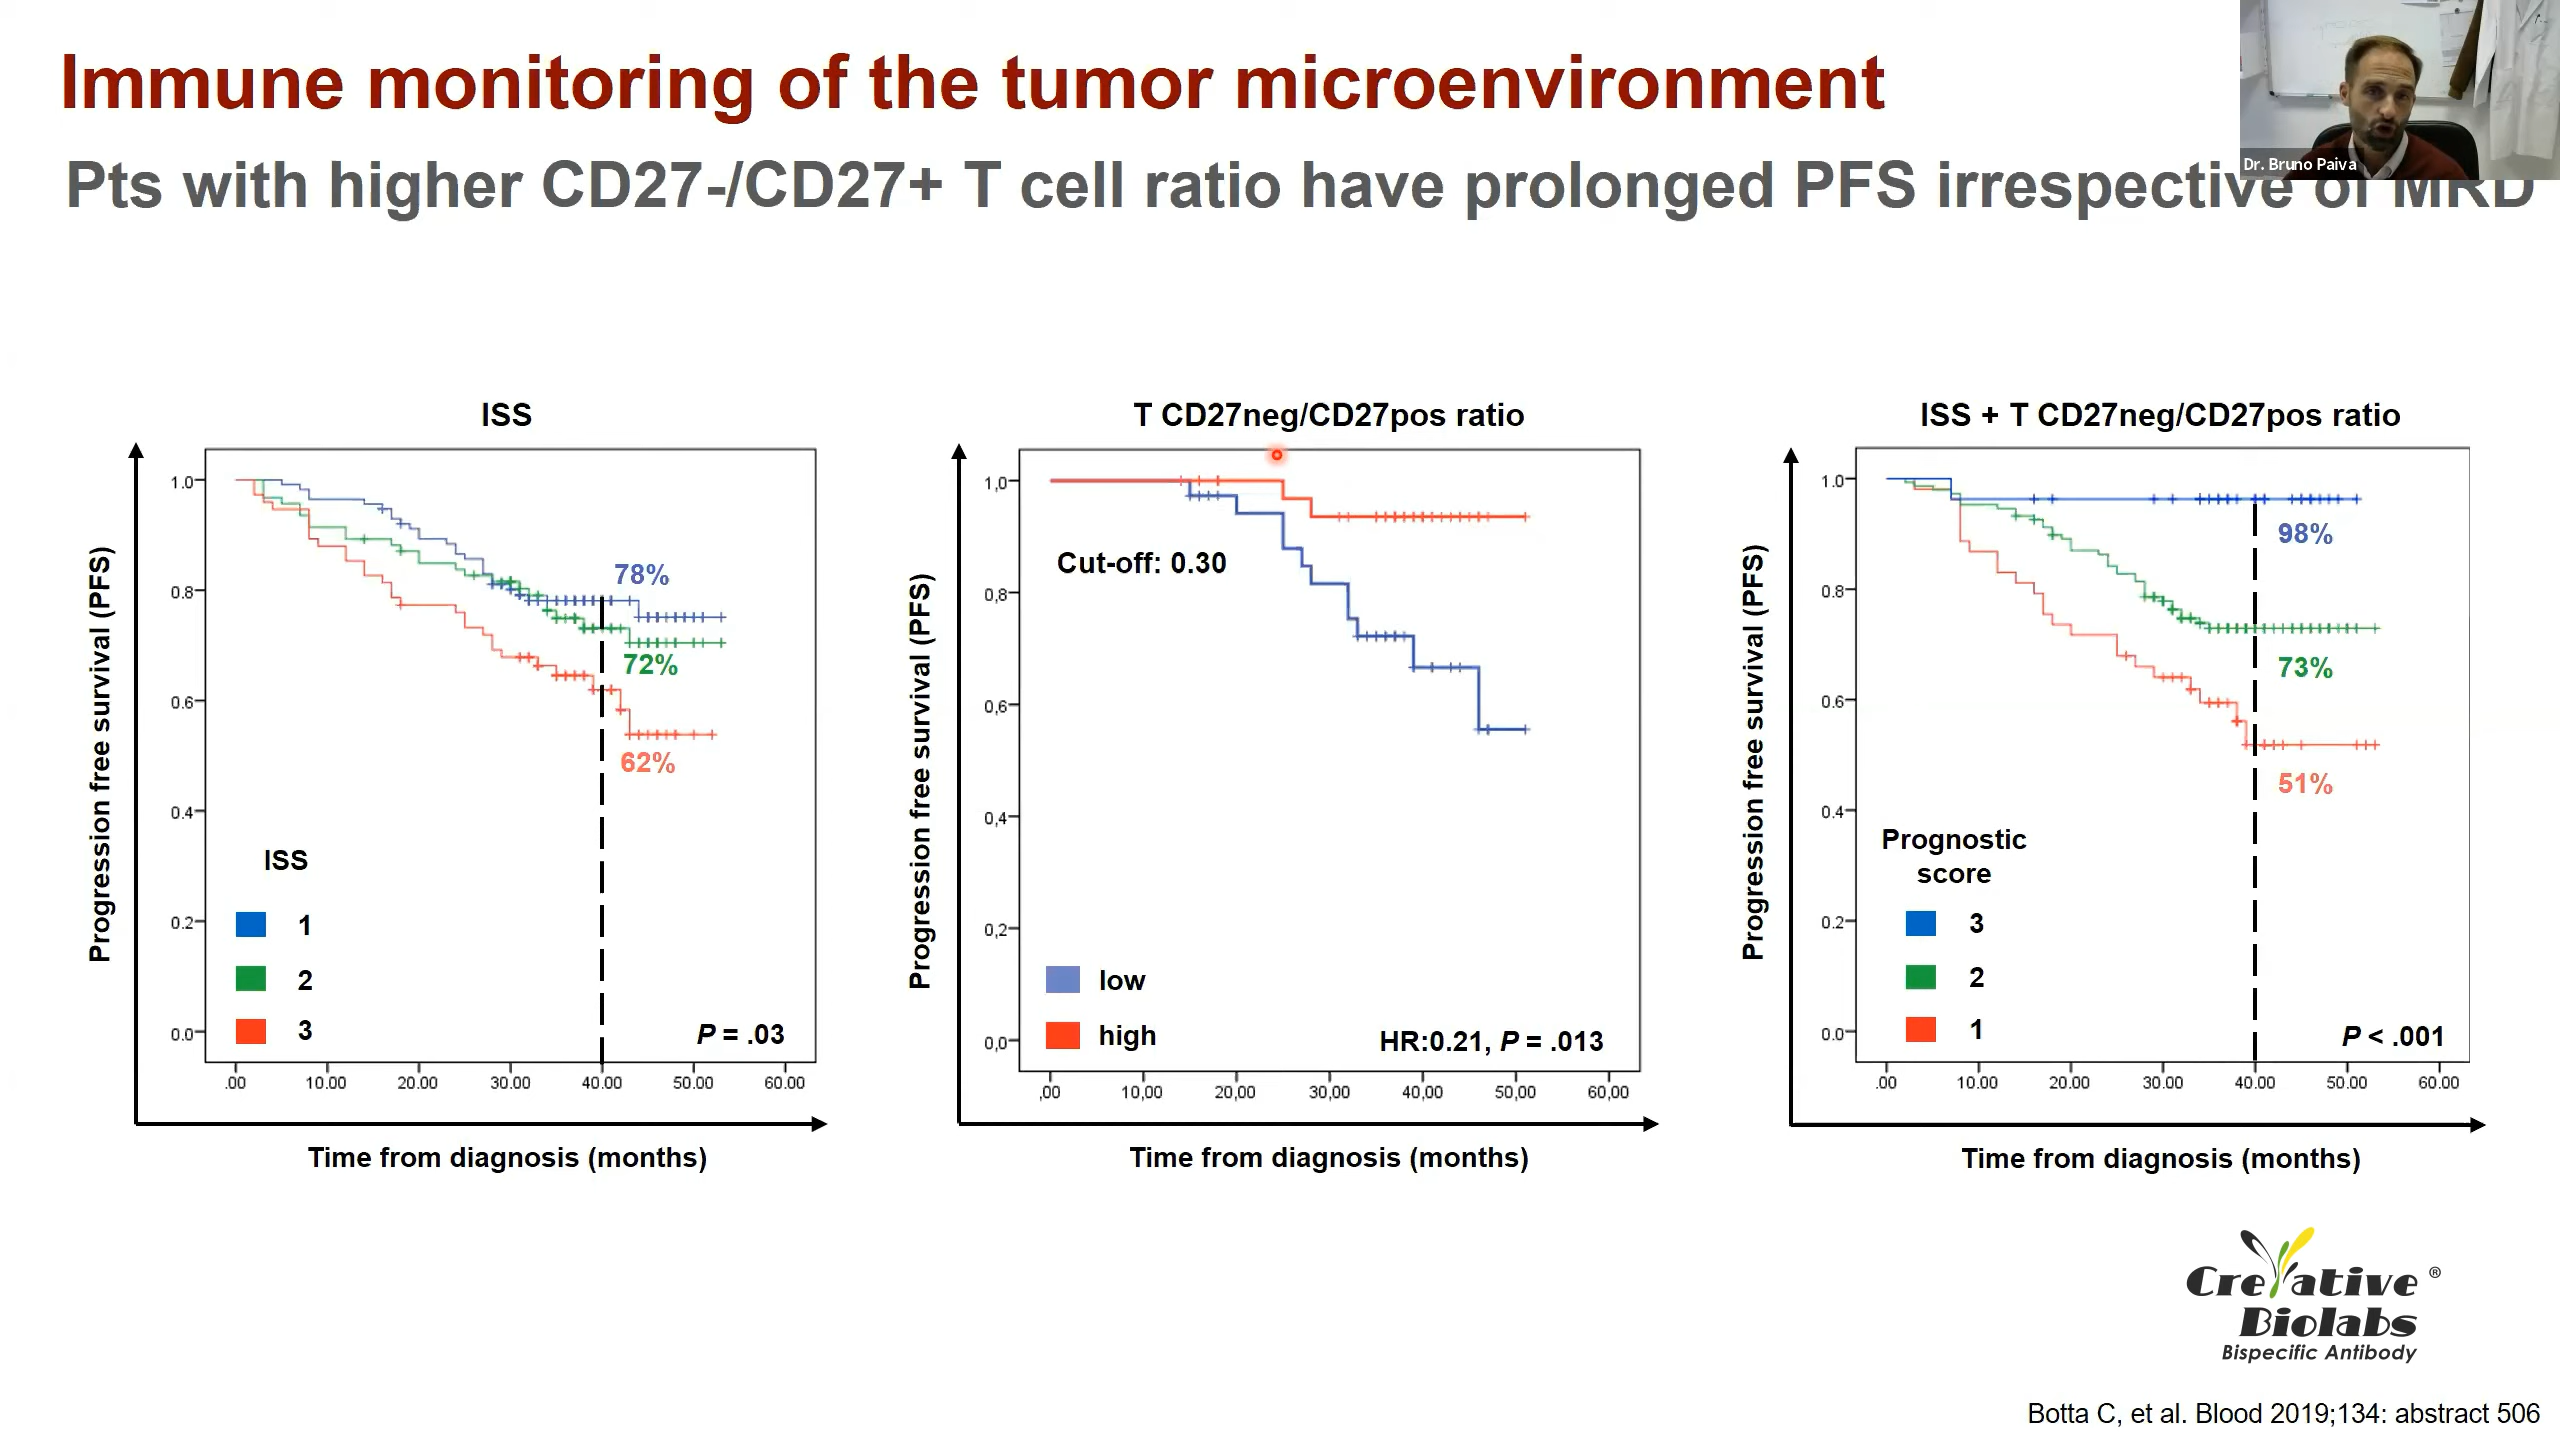 Immune monitoring of the tumor microenvironment
Dr. Bruno Paiva
Pts with higher CD27-/CD27+ T cell ratio have prolonged PFS irrespective of MRD
ISS
Progression free survival (PFS)
1.0
0.8
0.6
0.4
0.2
0.0
78%
72%
62%
ISS
1
2
3
P = .03
.00 10.00 20.00 30.00 40.00 50.00 60.00
Time from diagnosis (months)
T CD27neg/CD27pos ratio
Progression free survival (PFS)
1,0
0,8
0,6
0,4
0,2
0,0
Cut-off: 0.30
low
high
HR:0.21, P = .013
,00 10,00 20,00 30,00 40,00 50,00 60,00
Time from diagnosis (months)
ISS + T CD27neg/CD27pos ratio
Progression free survival (PFS)
1.0
0.8
0.6
0.4
0.2
0.0
98%
73%
51%
Prognostic
score
3
2
1
P < .001
.00 10.00 20.00 30.00 40.00 50.00 60.00
Time from diagnosis (months)
Creative ®
Biolabs
Bispecific Antibody
Botta C, et al. Blood 2019;134: abstract 506